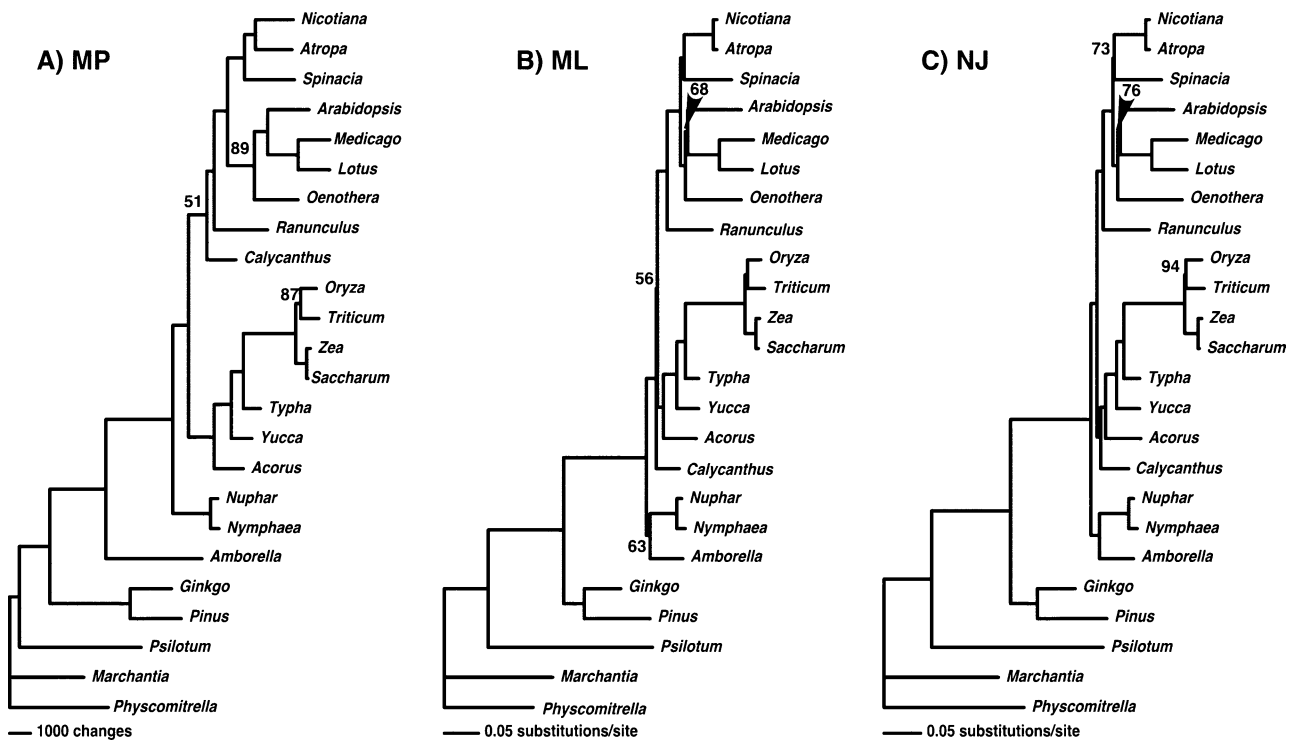 A) MP
Nicotiana
Atropa
Spinacia
Arabidopsis
Medicago
89
Lotus
Oenothera
51
Ranunculus
Calycanthus
87
Oryza
Triticum
Zea
Saccharum
Typha
Yucca
Acorus
Nuphar
Nymphaea
Amborella
Ginkgo
Pinus
Psilotum
Marchantia
Physcomitrella
1000 changes
B) ML
Nicotiana
Atropa
Spinacia
68
Arabidopsis
Medicago
Lotus
Oenothera
Ranunculus
Oryza
56
Triticum
Zea
Saccharum
Typha
Yucca
Acorus
Calycanthus
Nuphar
Nymphaea
63
Amborella
Ginkgo
Pinus
Psilotum
Marchantia
Physcomitrella
0.05 substitutions/site
C) NJ
Nicotiana
73
Atropa
Spinacia
76
Arabidopsis
Medicago
Lotus
Oenothera
Ranunculus
Oryza
94
Triticum
Zea
Saccharum
Typha
Yucca
Acorus
Calycanthus
Nuphar
Nymphaea
Amborella
Ginkgo
Pinus
Psilotum
Marchantia
Physcomitrella
0.05 substitutions/site